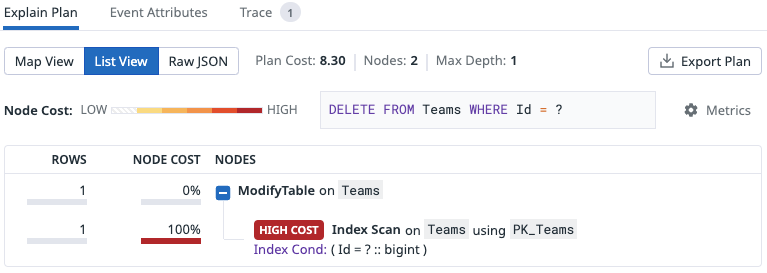 Explain Plan Event Attributes Trace 1
Map View List View Raw JSON Plan Cost: 8.30 Nodes: 2 Max Depth: 1 Export Plan
Node Cost: LOW HIGH DELETE FROM Teams WHERE Id = ? Metrics
ROWS NODE COST NODES
1 0% ModifyTable on Teams
1 100% HIGH COST Index Scan on Teams using PK_Teams
Index Cond: ( Id = ? :: bigint )